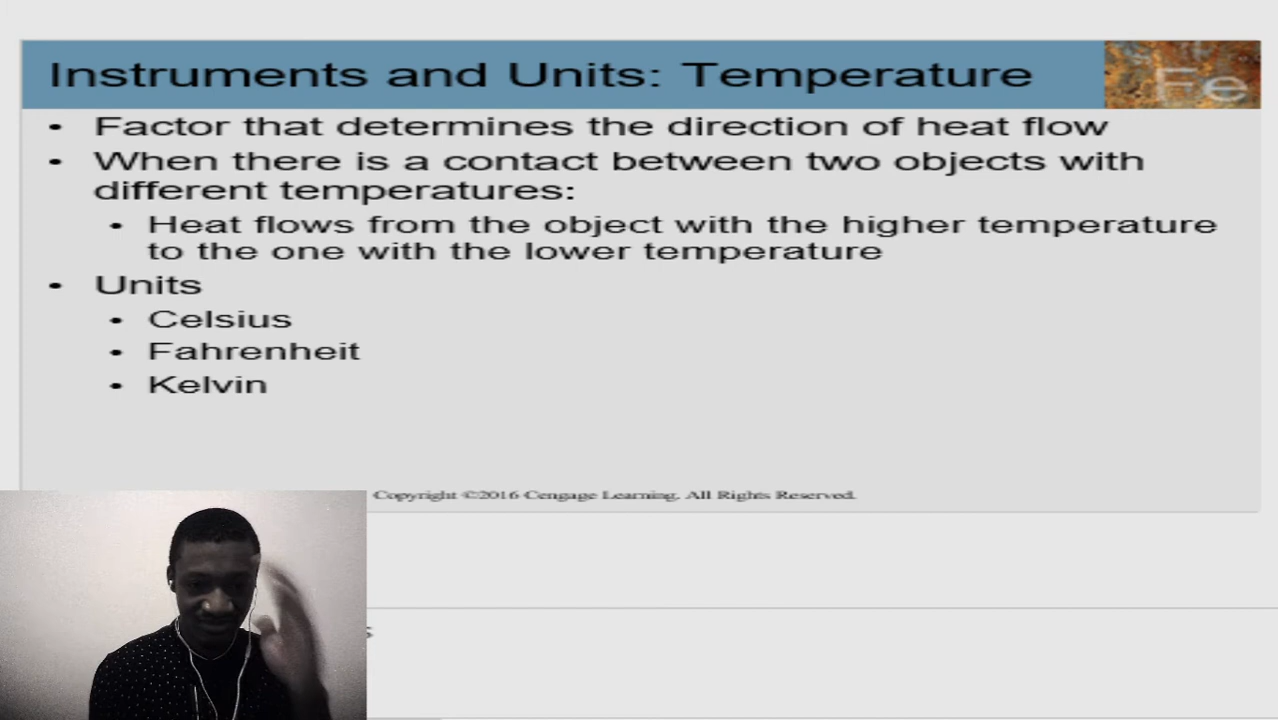 Instruments and Units: Temperature
Fe
• Factor that determines the direction of heat flow
• When there is a contact between two objects with
different temperatures:
• Heat flows from the object with the higher temperature
to the one with the lower temperature
• Units
• Celsius
• Fahrenheit
• Kelvin
Copyright ©2016 Cengage Learning. All Rights Reserved.
s